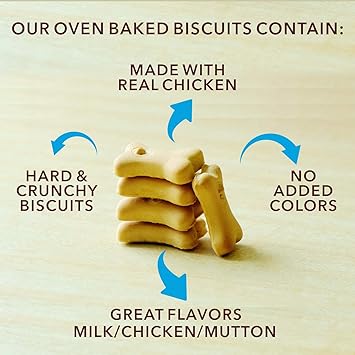 OUR OVEN BAKED BISCUITS CONTAIN:
MADE WITH
REAL CHICKEN
HARD &
CRUNCHY
BISCUITS
NO
ADDED
COLORS
GREAT FLAVORS
MILK/CHICKEN/MUTTON